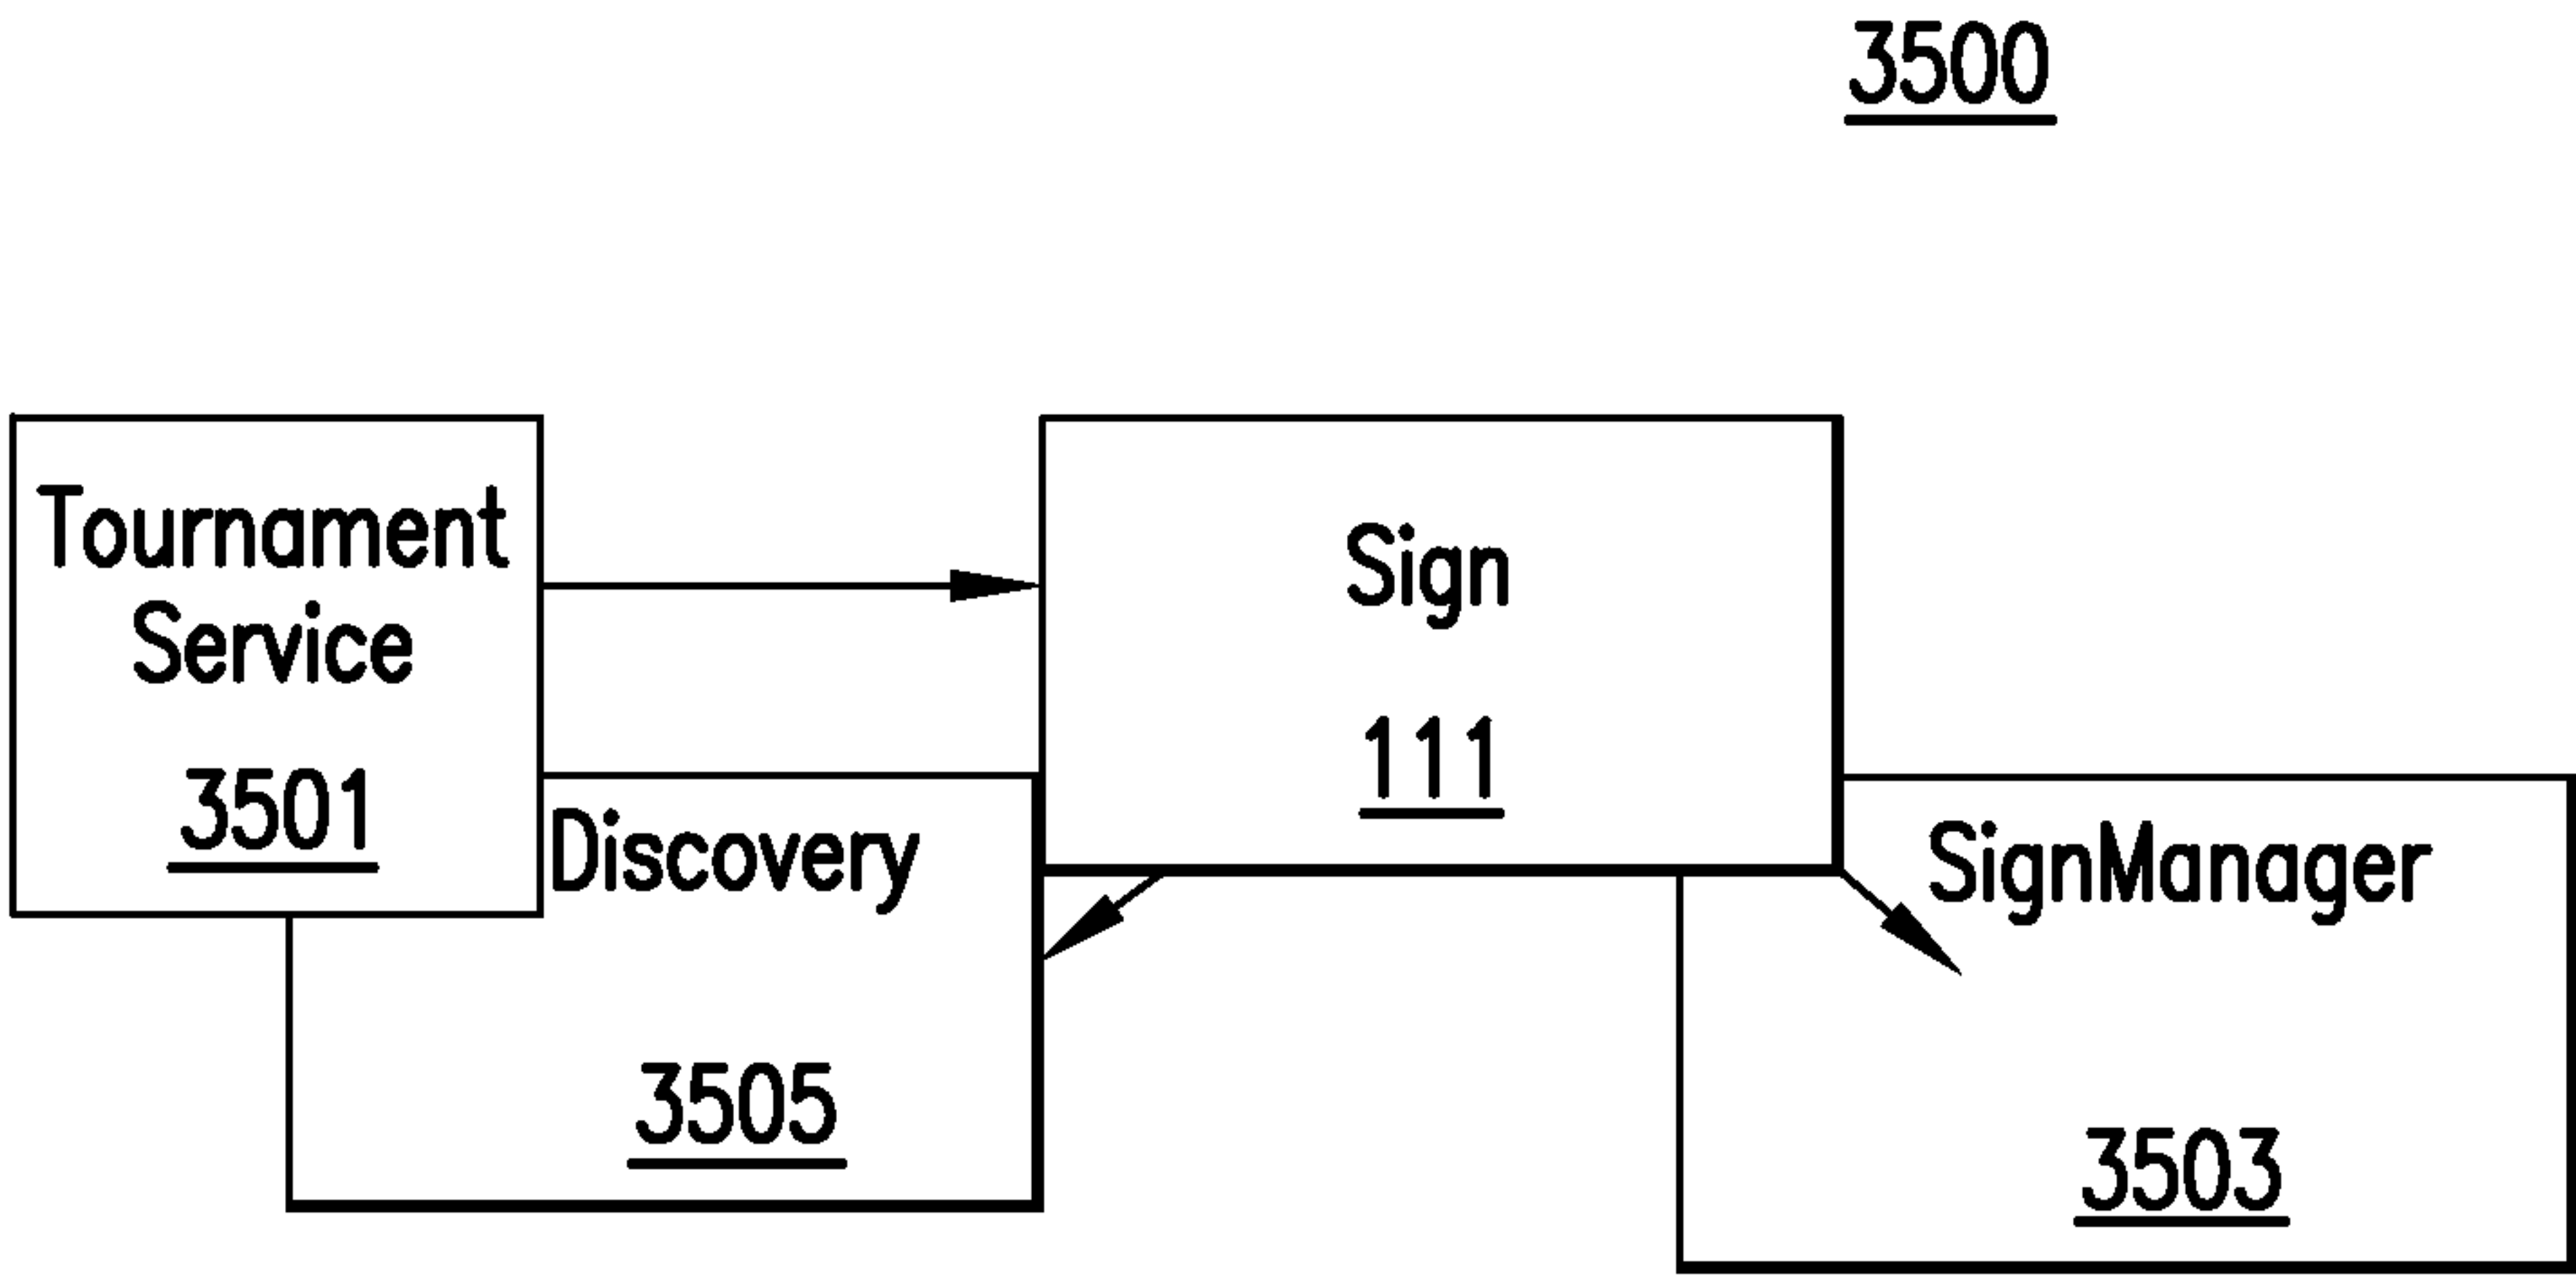 3500
Tournament
Service
3501
Sign
111
Discovery
3505
SignManager
3503